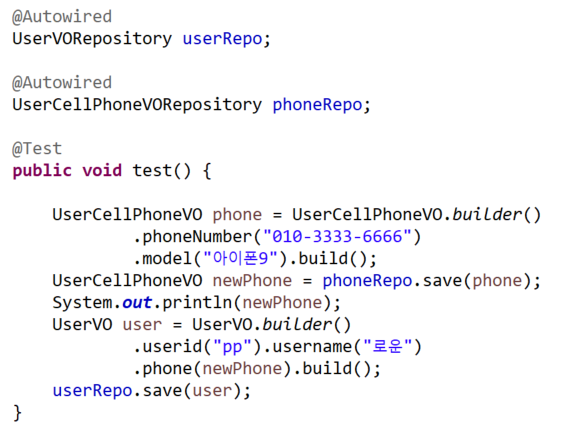 @Autowired
UserVORepository userRepo;
@Autowired
UserCellPhoneVORepository phoneRepo;
@Test
public void test() {
UserCellPhoneVO phone = UserCellPhoneVO.builder()
.phoneNumber("010-3333-6666")
.model("아이폰9").build();
UserCellPhoneVO newPhone = phoneRepo.save(phone);
System.out.println(newPhone);
UserVO user = UserVO.builder()
.userid("pp").username("로운")
.phone(newPhone).build();
userRepo.save(user);
}